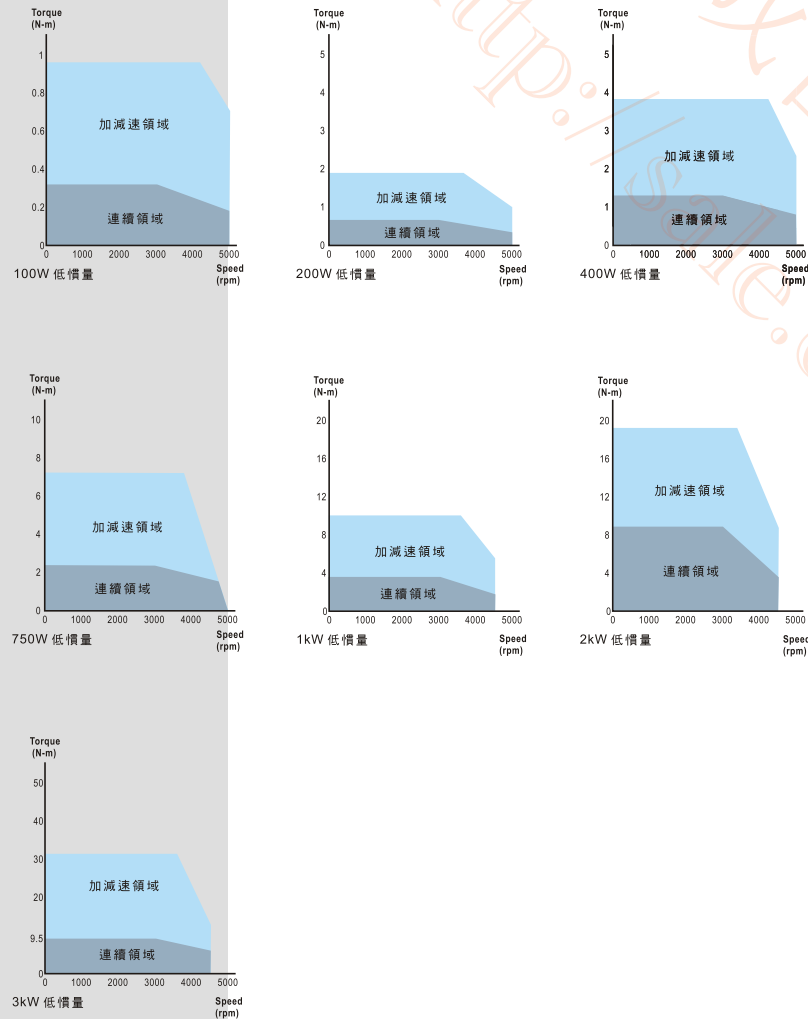 Torque
(N-m)
1
0.8
0.6
0.4
0.2
0
加減速領域
連續領域
0 1000 2000 3000 4000 5000
100W 低慣量
Speed
(rpm)
Torque
(N-m)
5
4
3
2
1
0
加減速領域
連續領域
0 1000 2000 3000 4000 5000
200W 低慣量
Speed
(rpm)
Torque
(N-m)
5
4
3
2
1
0
加減速領域
連續領域
0 1000 2000 3000 4000 5000
400W 低慣量
Speed
(rpm)
Torque
(N-m)
10
8
6
4
2
0
加減速領域
連續領域
0 1000 2000 3000 4000 5000
750W 低慣量
Speed
(rpm)
Torque
(N-m)
20
16
12
8
4
0
加減速領域
連續領域
0 1000 2000 3000 4000 5000
1kW 低慣量
Speed
(rpm)
Torque
(N-m)
20
16
12
8
4
0
加減速領域
連續領域
0 1000 2000 3000 4000 5000
2kW 低慣量
Speed
(rpm)
Torque
(N-m)
50
40
30
20
9.5
0
加減速領域
連續領域
0 1000 2000 3000 4000 5000
3kW 低慣量
Speed
(rpm)
http://sale.